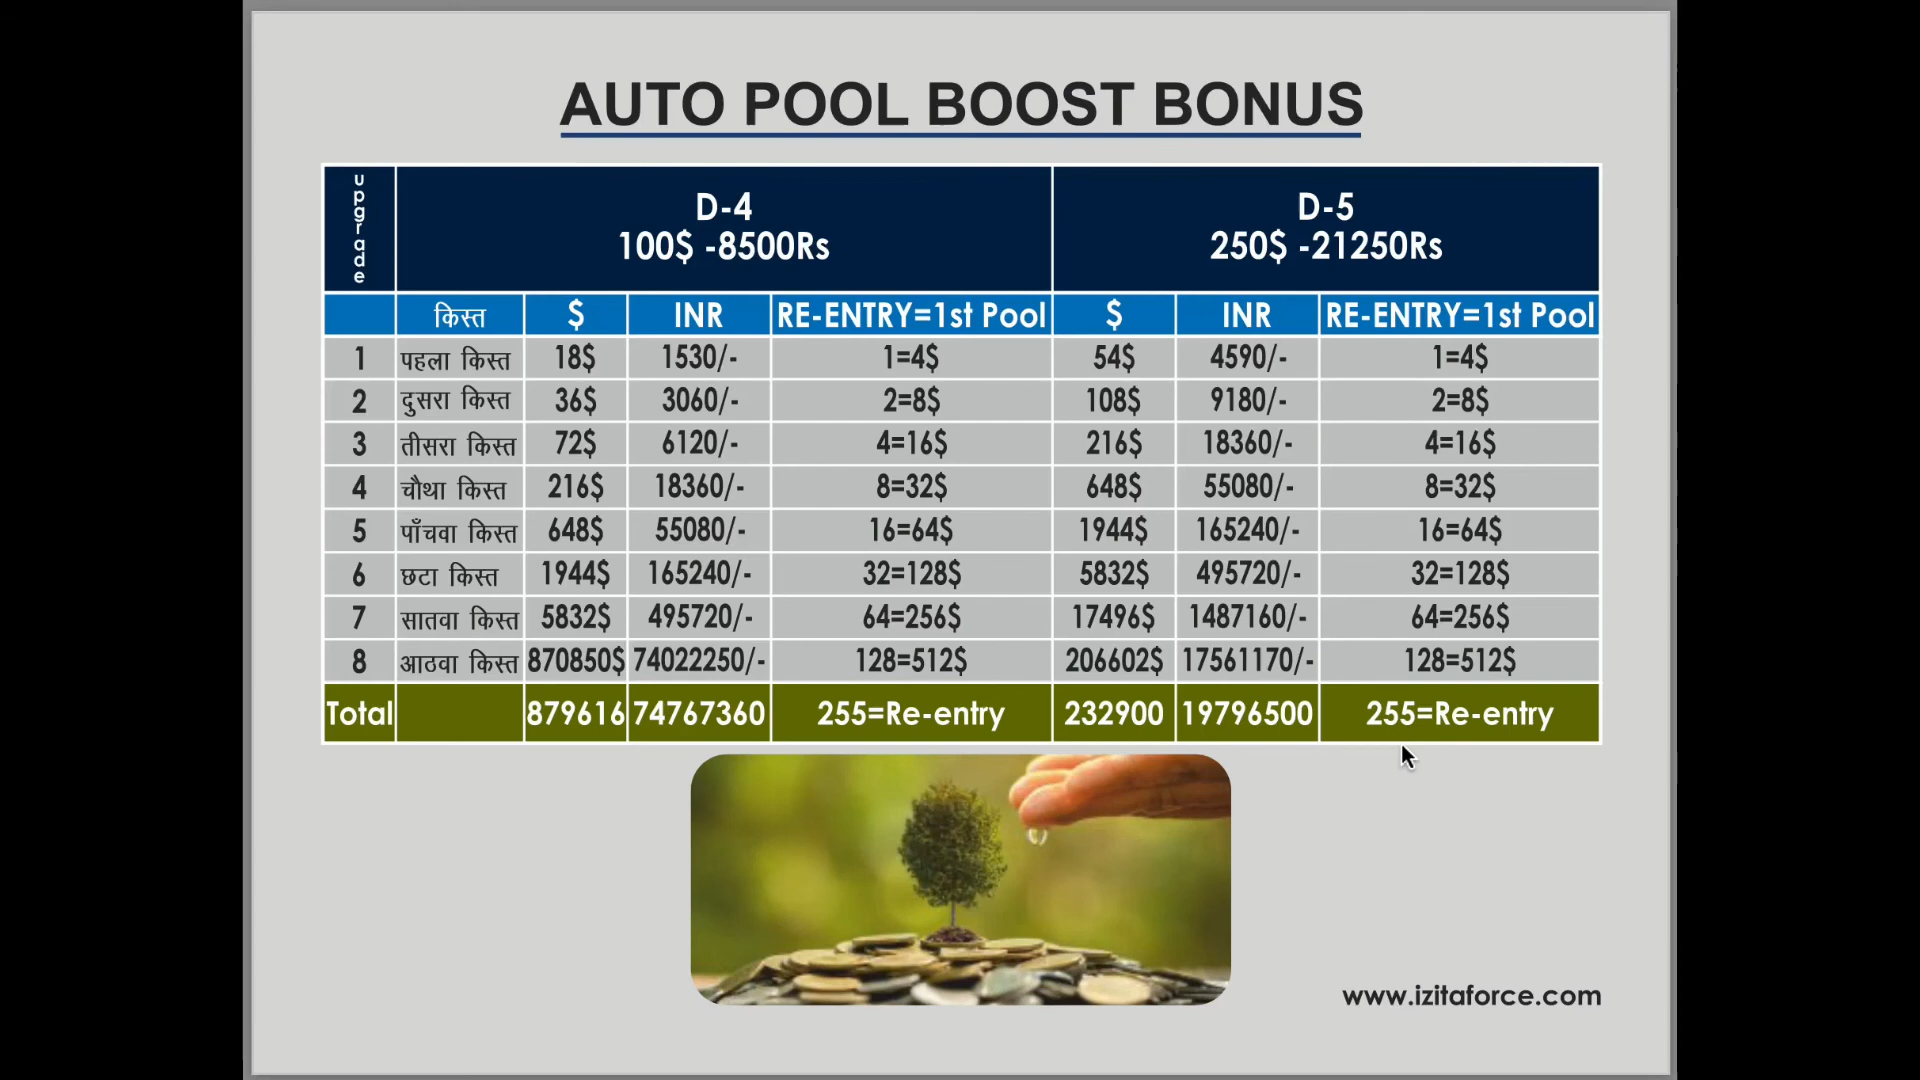 AUTO POOL BOOST BONUS
upgrade D-4 D-5
100$ -8500Rs 250$ -21250Rs
किस्त $ INR RE-ENTRY=1st Pool $ INR RE-ENTRY=1st Pool
1 पहला किस्त 18$ 1530/- 1=4$ 54$ 4590/- 1=4$
2 दुसरा किस्त 36$ 3060/- 2=8$ 108$ 9180/- 2=8$
3 तीसरा किस्त 72$ 6120/- 4=16$ 216$ 18360/- 4=16$
4 चौथा किस्त 216$ 18360/- 8=32$ 648$ 55080/- 8=32$
5 पाँचवा किस्त 648$ 55080/- 16=64$ 1944$ 165240/- 16=64$
6 छटा किस्त 1944$ 165240/- 32=128$ 5832$ 495720/- 32=128$
7 सातवा किस्त 5832$ 495720/- 64=256$ 17496$ 1487160/- 64=256$
8 आठवा किस्त 870850$ 74022250/- 128=512$ 206602$ 17561170/- 128=512$
Total 879616 74767360 255=Re-entry 232900 19796500 255=Re-entry
www.izitaforce.com